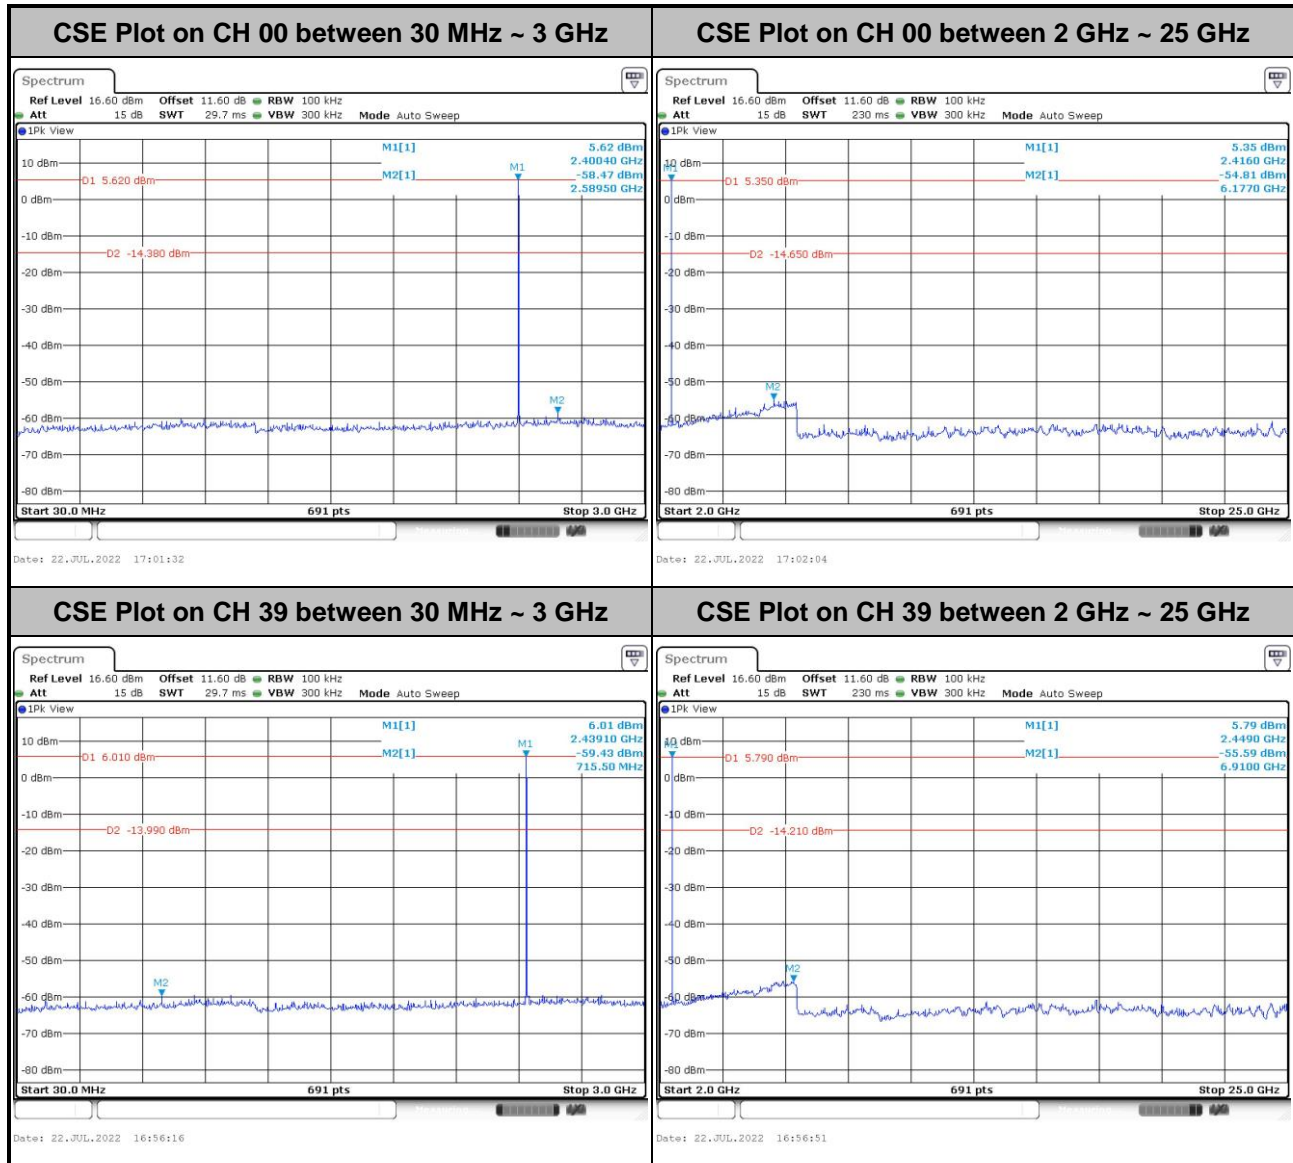 CSE Plot on CH 00 between 30 MHz ~ 3 GHz
Spectrum
Ref Level 16.60 dBm Offset 11.60 dB RBW 100 kHz
Att 15 dB SWT 29.7 ms VBW 300 kHz Mode Auto Sweep
1Pk View
M1[1] 5.62 dBm
2.40040 GHz
M2[1] -58.47 dBm
2.58950 GHz
10 dBm
M1
D1 5.620 dBm
0 dBm
-10 dBm
D2 -14.380 dBm
-20 dBm
-30 dBm
-40 dBm
-50 dBm
M2
-60 dBm
-70 dBm
-80 dBm
Start 30.0 MHz 691 pts Stop 3.0 GHz
Date: 22.JUL.2022 17:01:32
CSE Plot on CH 00 between 2 GHz ~ 25 GHz
Spectrum
Ref Level 16.60 dBm Offset 11.60 dB RBW 100 kHz
Att 15 dB SWT 230 ms VBW 300 kHz Mode Auto Sweep
1Pk View
M1[1] 5.35 dBm
2.4160 GHz
M2[1] -54.81 dBm
6.1770 GHz
10 dBm
M1
D1 5.350 dBm
0 dBm
-10 dBm
D2 -14.650 dBm
-20 dBm
-30 dBm
-40 dBm
-50 dBm
M2
-60 dBm
-70 dBm
-80 dBm
Start 2.0 GHz 691 pts Stop 25.0 GHz
Date: 22.JUL.2022 17:02:04
CSE Plot on CH 39 between 30 MHz ~ 3 GHz
Spectrum
Ref Level 16.60 dBm Offset 11.60 dB RBW 100 kHz
Att 15 dB SWT 29.7 ms VBW 300 kHz Mode Auto Sweep
1Pk View
M1[1] 6.01 dBm
2.43910 GHz
M2[1] -59.43 dBm
715.50 MHz
10 dBm
M1
D1 6.010 dBm
0 dBm
-10 dBm
D2 -13.990 dBm
-20 dBm
-30 dBm
-40 dBm
-50 dBm
M2
-60 dBm
-70 dBm
-80 dBm
Start 30.0 MHz 691 pts Stop 3.0 GHz
Date: 22.JUL.2022 16:56:16
CSE Plot on CH 39 between 2 GHz ~ 25 GHz
Spectrum
Ref Level 16.60 dBm Offset 11.60 dB RBW 100 kHz
Att 15 dB SWT 230 ms VBW 300 kHz Mode Auto Sweep
1Pk View
M1[1] 5.79 dBm
2.4490 GHz
M2[1] -55.59 dBm
6.9100 GHz
10 dBm
M1
D1 5.790 dBm
0 dBm
-10 dBm
D2 -14.210 dBm
-20 dBm
-30 dBm
-40 dBm
-50 dBm
M2
-60 dBm
-70 dBm
-80 dBm
Start 2.0 GHz 691 pts Stop 25.0 GHz
Date: 22.JUL.2022 16:56:51